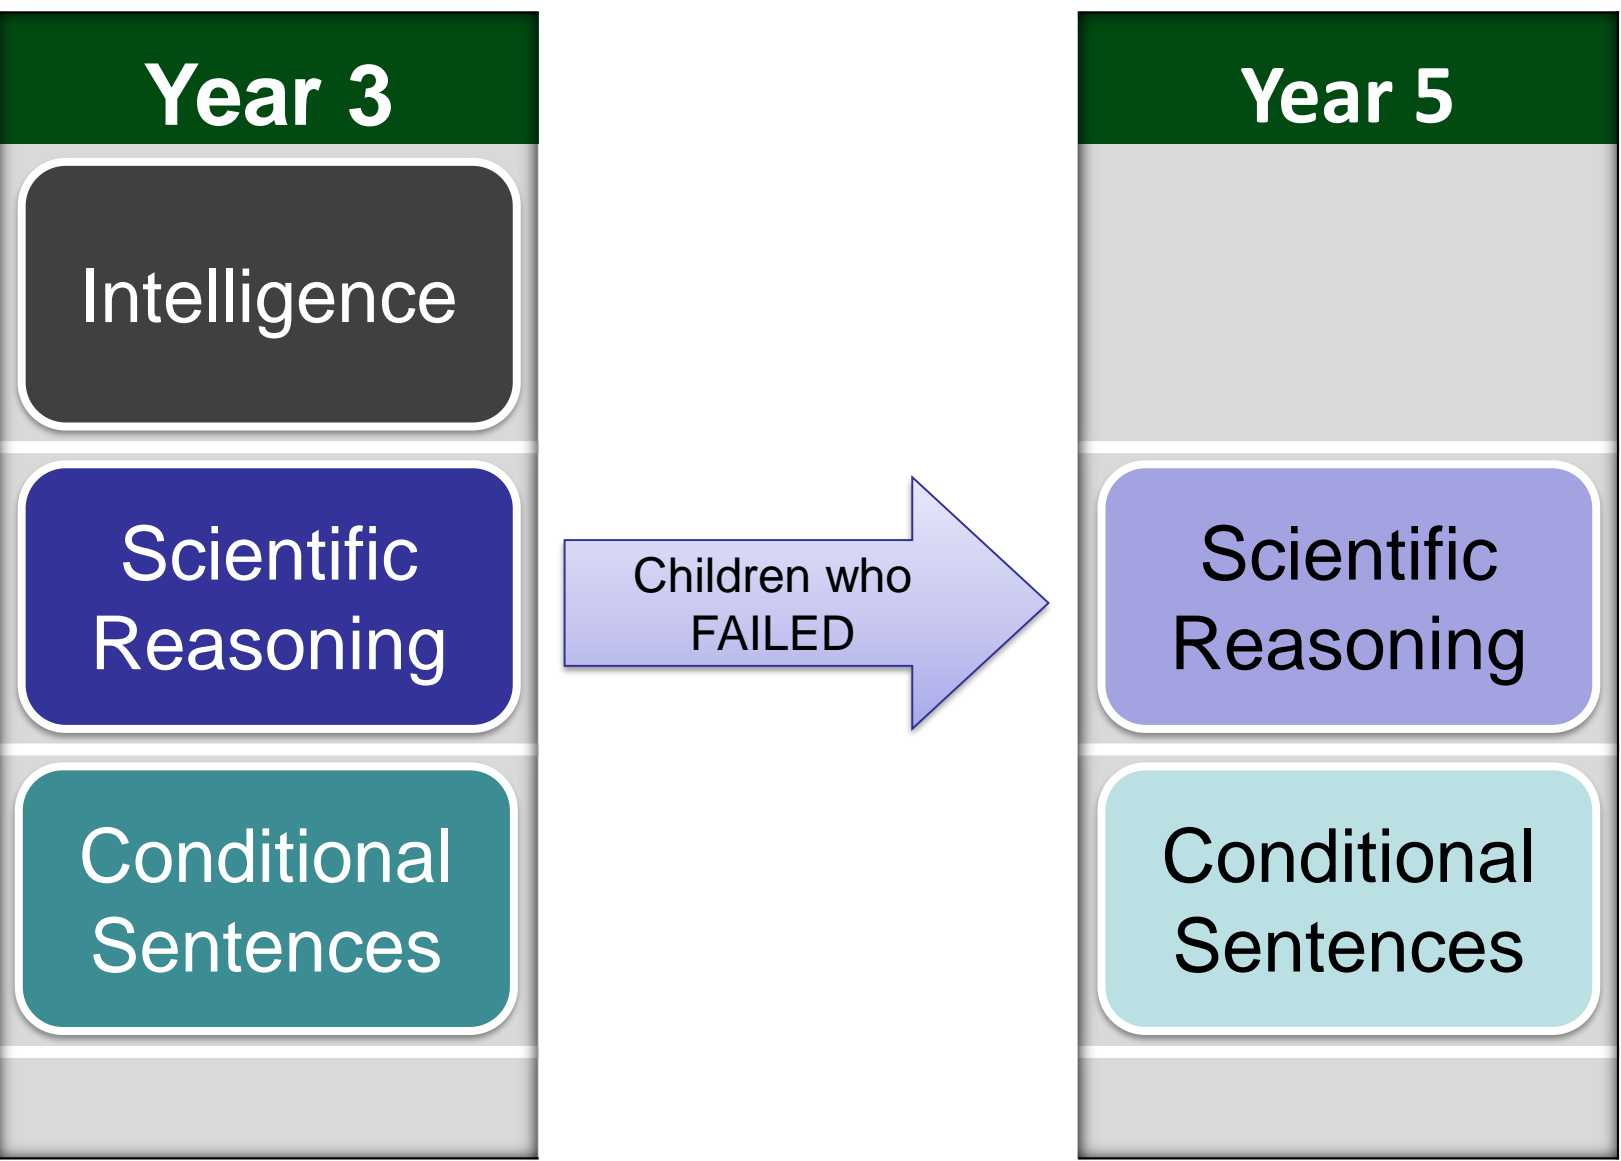 Year 3
Intelligence
Scientific
Reasoning
Conditional
Sentences
Children who
FAILED
Year 5
Scientific
Reasoning
Conditional
Sentences